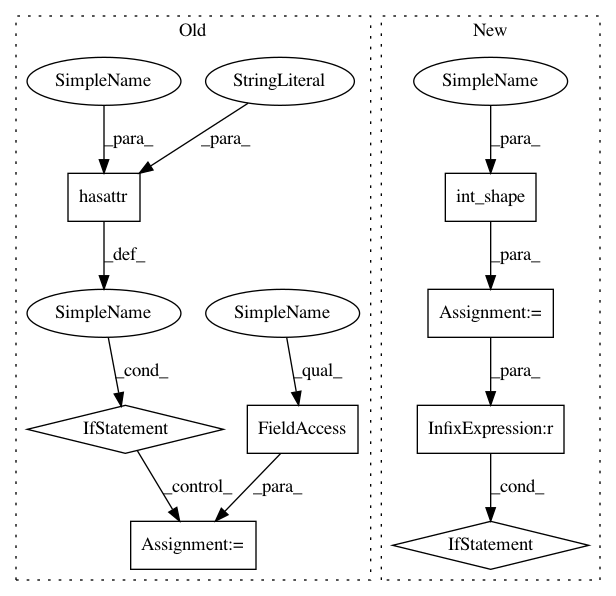 Old
New
SimpleName
StringLiteral
SimpleName
_para_
_para_
_para_
hasattr
int_shape
_def_
_para_
SimpleName
SimpleName
Assignment:=
_cond_
_qual_
_para_
IfStatement
FieldAccess
InfixExpression:r
_control_
_para_
_cond_
Assignment:=
IfStatement